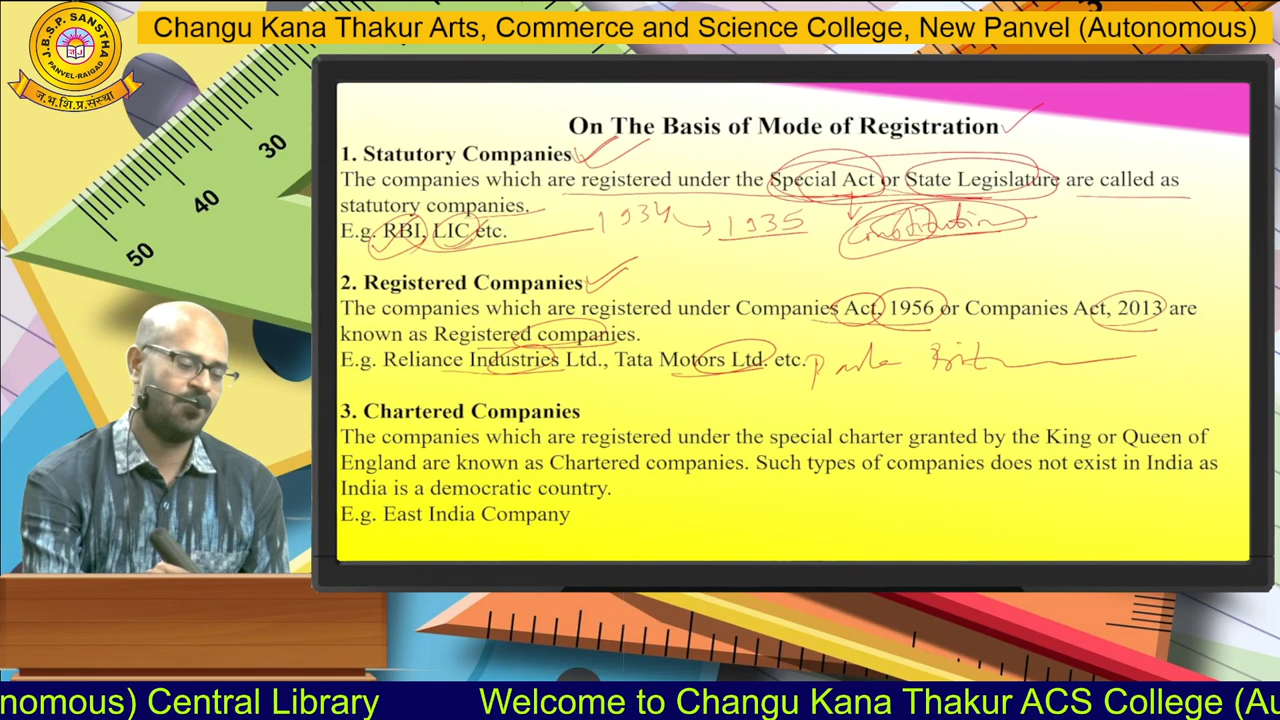 Changu Kana Thakur Arts, Commerce and Science College, New Panvel (Autonomous)
J.B.S.P. SANSTHA
PANVEL-RAIGAD
ज.भ.शि.प्र.संस्था
30
40
50
On The Basis of Mode of Registration
1. Statutory Companies
The companies which are registered under the Special Act or State Legislature are called as
statutory companies.
1934 → 1935
Constitution
E.g. RBI, LIC etc.
2. Registered Companies
The companies which are registered under Companies Act, 1956 or Companies Act, 2013 are
known as Registered companies.
E.g. Reliance Industries Ltd., Tata Motors Ltd. etc.
3. Chartered Companies
The companies which are registered under the special charter granted by the King or Queen of
England are known as Chartered companies. Such types of companies does not exist in India as
India is a democratic country.
E.g. East India Company
nomous) Central Library Welcome to Changu Kana Thakur ACS College (Au